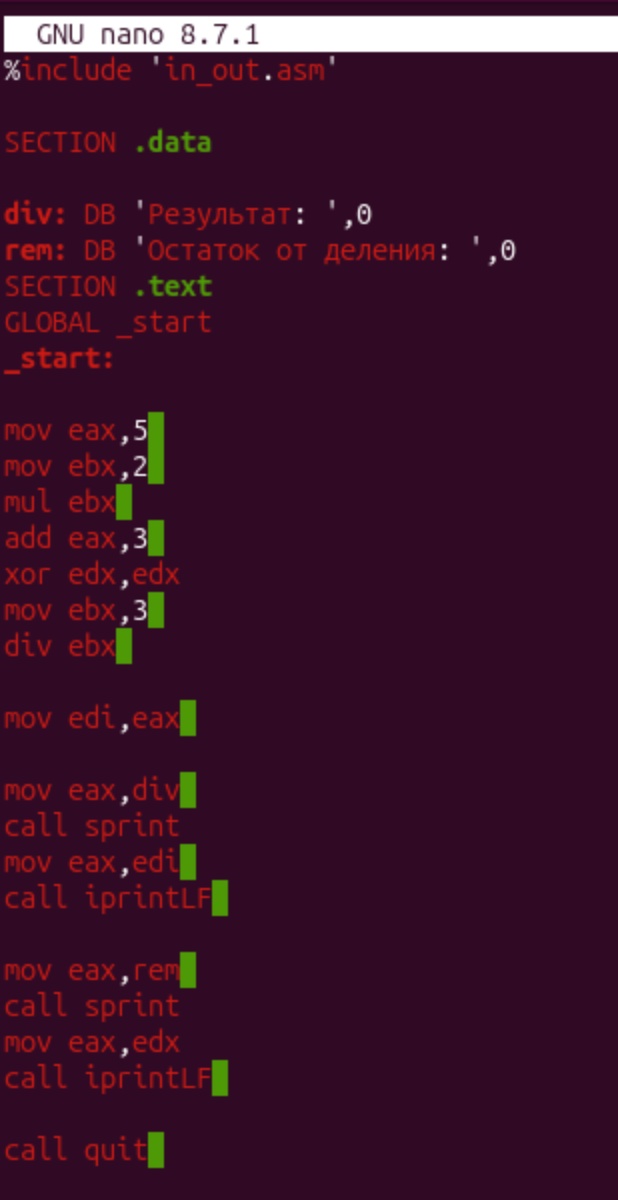 GNU nano 8.7.1
%include 'in_out.asm'
SECTION .data
div: DB 'Результат: ',0
rem: DB 'Остаток от деления: ',0
SECTION .text
GLOBAL _start
_start:
mov eax,5
mov ebx,2
mul ebx
add eax,3
xor edx,edx
mov ebx,3
div ebx
mov edi,eax
mov eax,div
call sprint
mov eax,edi
call iprintLF
mov eax,rem
call sprint
mov eax,edx
call iprintLF
call quit